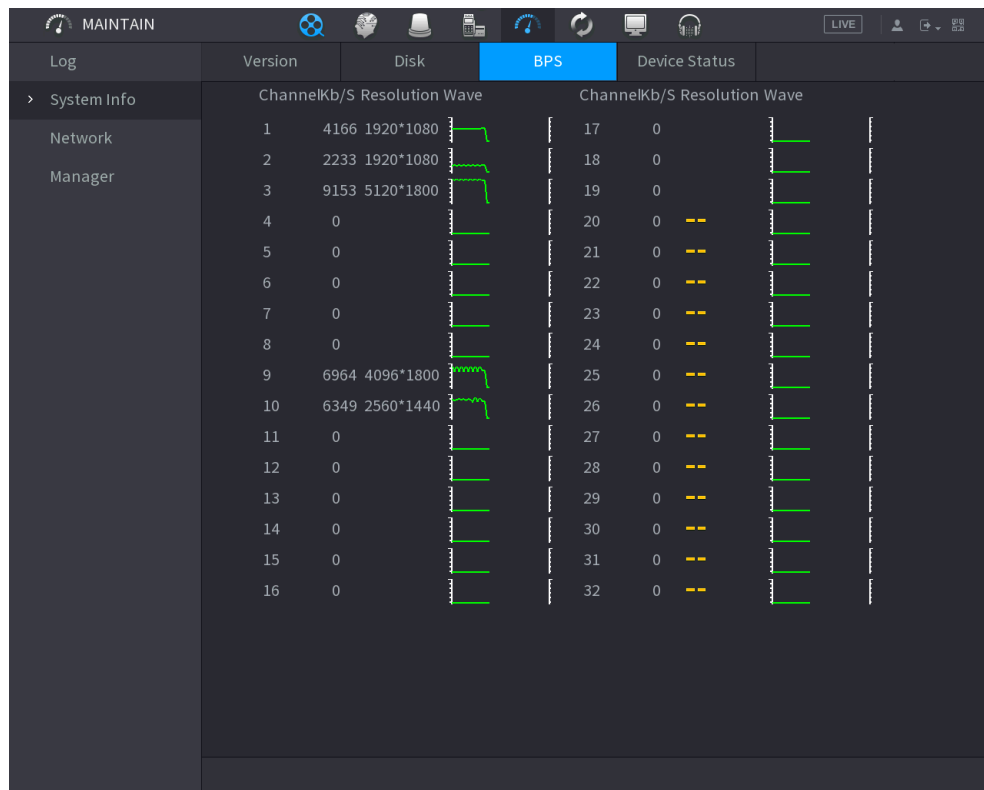 MAINTAIN LIVE
Log
System Info
Network
Manager
Version Disk BPS Device Status
ChannelKb/S Resolution Wave ChannelKb/S Resolution Wave
1 4166 1920*1080 17 0
2 2233 1920*1080 18 0
3 9153 5120*1800 19 0
4 0 20 0 --
5 0 21 0 --
6 0 22 0 --
7 0 23 0 --
8 0 24 0 --
9 6964 4096*1800 25 0 --
10 6349 2560*1440 26 0 --
11 0 27 0 --
12 0 28 0 --
13 0 29 0 --
14 0 30 0 --
15 0 31 0 --
16 0 32 0 --